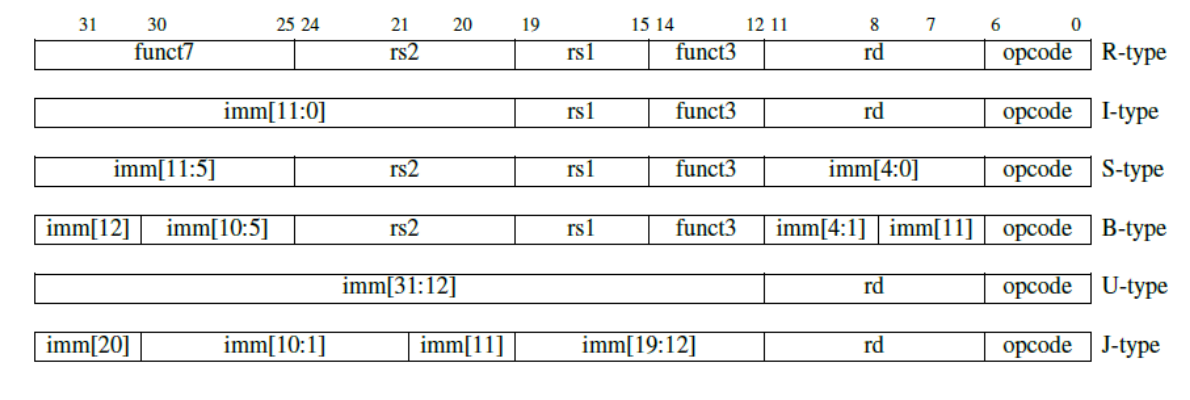 31 30 25 24 21 20 19 15 14 12 11 8 7 6 0
funct7 rs2 rs1 funct3 rd opcode R-type
imm[11:0] rs1 funct3 rd opcode I-type
imm[11:5] rs2 rs1 funct3 imm[4:0] opcode S-type
imm[12] imm[10:5] rs2 rs1 funct3 imm[4:1] imm[11] opcode B-type
imm[31:12] rd opcode U-type
imm[20] imm[10:1] imm[11] imm[19:12] rd opcode J-type